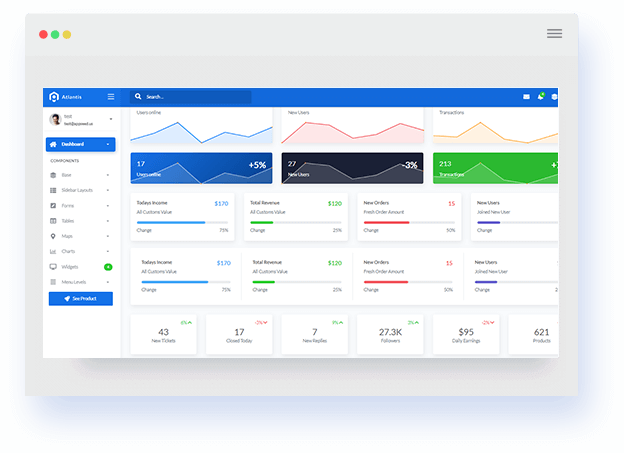 Atlantis
Search...
Users online
New Users
Transactions
test
test@appseed.us
Dashboard
COMPONENTS
Base
Sidebar Layouts
Forms
Tables
Maps
Charts
Widgets
4
Menu Levels
See Product
17 +5%
Users online
27 -3%
New Users
213 +7
Transactions
Todays Income $170
All Customs Value
Change 75%
Total Revenue $120
All Customs Value
Change 25%
New Orders 15
Fresh Order Amount
Change 50%
New Users
Joined New User
Change
Todays Income $170
All Customs Value
Change 75%
Total Revenue $120
All Customs Value
Change 25%
New Orders 15
Fresh Order Amount
Change 50%
New Users
Joined New User
Change 2
6%
43
New Tickets
-3%
17
Closed Today
9%
7
New Replies
3%
27.3K
Followers
-2%
$95
Daily Earnings
621
Products